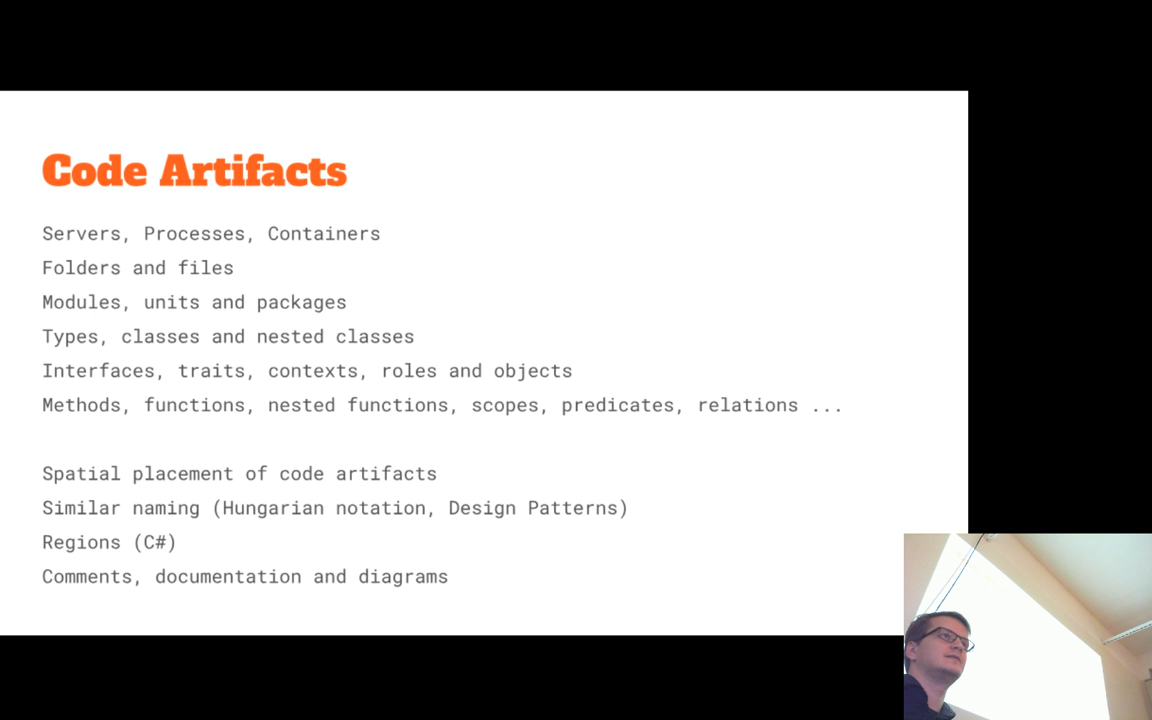 Code Artifacts
Servers, Processes, Containers
Folders and files
Modules, units and packages
Types, classes and nested classes
Interfaces, traits, contexts, roles and objects
Methods, functions, nested functions, scopes, predicates, relations ...
Spatial placement of code artifacts
Similar naming (Hungarian notation, Design Patterns)
Regions (C#)
Comments, documentation and diagrams